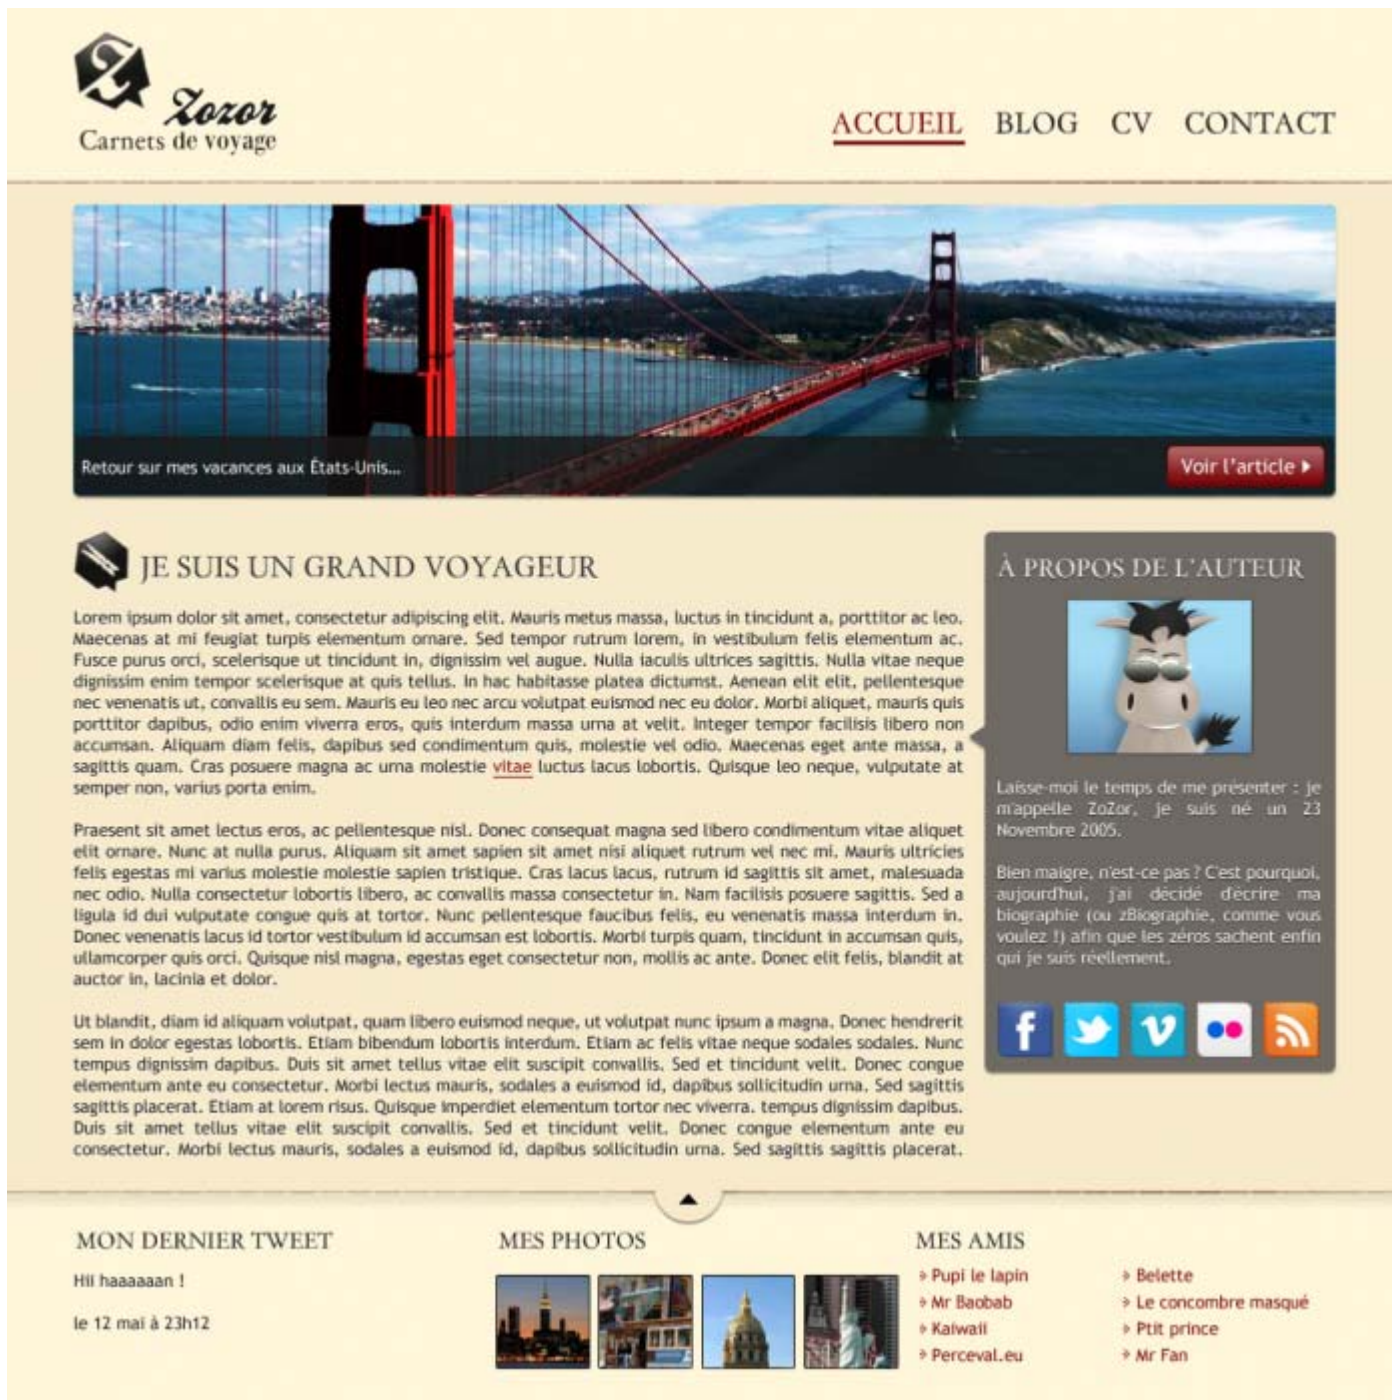 Zozor
Carnets de voyage
ACCUEIL BLOG CV CONTACT
Retour sur mes vacances aux États-Unis...
Voir l'article
JE SUIS UN GRAND VOYAGEUR
Lorem ipsum dolor sit amet, consectetur adipiscing elit. Mauris metus massa, luctus in tincidunt a, porttitor ac leo.
Maecenas at mi feugiat turpis elementum ornare. Sed tempor rutrum lorem, in vestibulum felis elementum ac.
Fusce purus orci, scelerisque ut tincidunt in, dignissim vel augue. Nulla iaculis ultrices sagittis. Nulla vitae neque
dignissim enim tempor scelerisque at quis tellus. In hac habitasse platea dictumst. Aenean elit elit, pellentesque
nec venenatis ut, convallis eu sem. Mauris eu leo nec arcu volutpat euismod nec eu dolor. Morbi aliquet, mauris quis
porttitor dapibus, odio enim viverra eros, quis interdum massa urna at velit. Integer tempor facilisis libero non
accumsan. Aliquam diam felis, dapibus sed condimentum quis, molestie vel odio. Maecenas eget ante massa, a
sagittis quam. Cras posuere magna ac urna molestie vitae luctus lacus lobortis. Quisque leo neque, vulputate at
semper non, varius porta enim.
Praesent sit amet lectus eros, ac pellentesque nisl. Donec consequat magna sed libero condimentum vitae aliquet
elit ornare. Nunc at nulla purus. Aliquam sit amet sapien sit amet nisi aliquet rutrum vel nec mi. Mauris ultricies
felis egestas mi varius molestie molestie sapien tristique. Cras lacus lacus, rutrum id sagittis sit amet, malesuada
nec odio. Nulla consectetur lobortis libero, ac convallis massa consectetur in. Nam facilisis posuere sagittis. Sed a
ligula id dui vulputate congue quis at tortor. Nunc pellentesque faucibus felis, eu venenatis massa interdum in.
Donec venenatis lacus id tortor vestibulum id accumsan est lobortis. Morbi turpis quam, tincidunt in accumsan quis,
ullamcorper quis orci. Quisque nisl magna, egestas eget consectetur non, mollis ac ante. Donec elit felis, blandit at
auctor in, lacinia et dolor.
Ut blandit, diam id aliquam volutpat, quam libero euismod neque, ut volutpat nunc ipsum a magna. Donec hendrerit
sem in dolor egestas lobortis. Etiam bibendum lobortis interdum. Etiam ac felis vitae neque sodales sodales. Nunc
tempus dignissim dapibus. Duis sit amet tellus vitae elit suscipit convallis. Sed et tincidunt velit. Donec congue
elementum ante eu consectetur. Morbi lectus mauris, sodales a euismod id, dapibus sollicitudin urna. Sed sagittis
sagittis placerat. Etiam at lorem risus. Quisque imperdiet elementum tortor nec viverra. tempus dignissim dapibus.
Duis sit amet tellus vitae elit suscipit convallis. Sed et tincidunt velit. Donec congue elementum ante eu
consectetur. Morbi lectus mauris, sodales a euismod id, dapibus sollicitudin urna. Sed sagittis sagittis placerat.
À PROPOS DE L'AUTEUR
Laisse-moi le temps de me présenter : je
m'appelle ZoZor, je suis né un 23
Novembre 2005.
Bien maigre, n'est-ce pas ? C'est pourquoi,
aujourd'hui, j'ai décidé d'écrire ma
biographie (ou zBiographie, comme vous
voulez !) afin que les zéros sachent enfin
qui je suis réellement.
MON DERNIER TWEET
Hii haaaaaan !
le 12 mai à 23h12
MES PHOTOS
MES AMIS
Pupi le lapin
Mr Baobab
Kaiwaii
Perceval.eu
Belette
Le concombre masqué
Ptit prince
Mr Fan